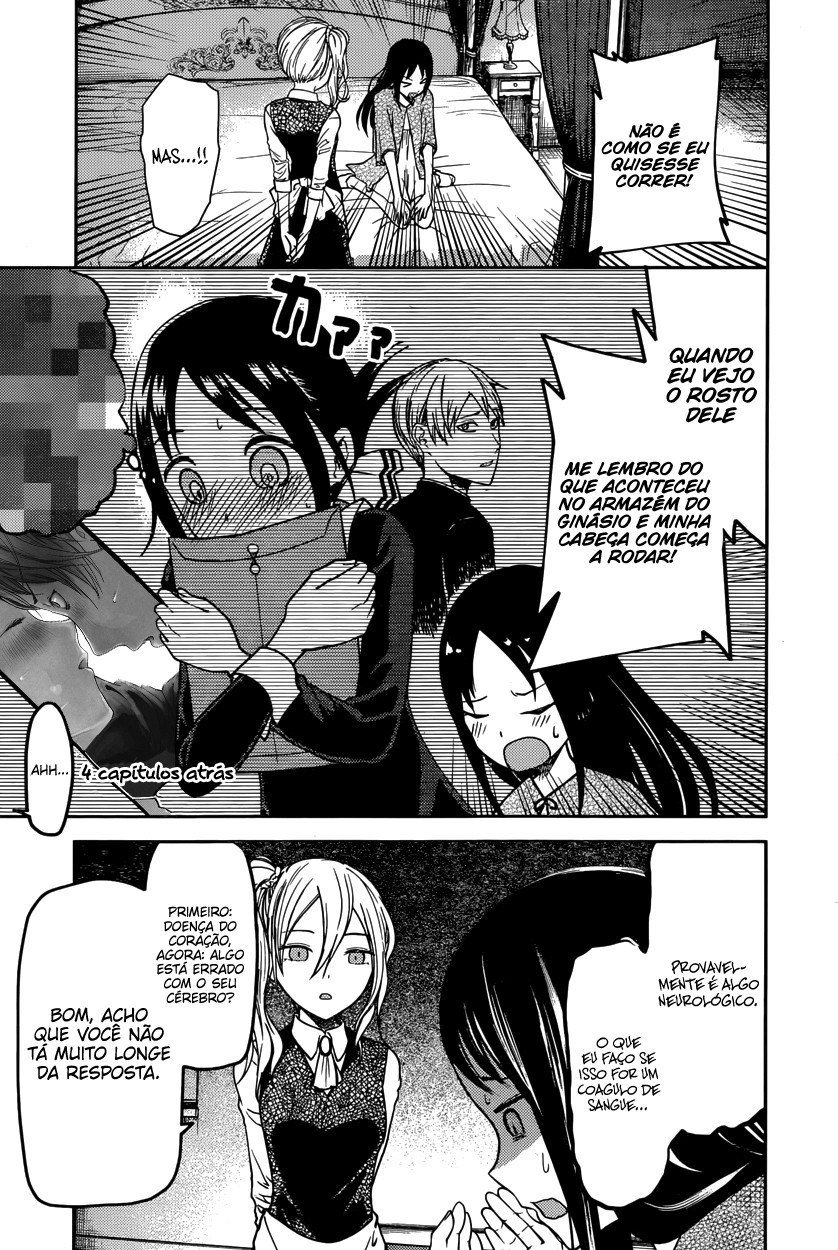 NÃO É
COMO SE EU
QUISESSE
CORRER!
MAS...!!
QUANDO
EU VEJO
O ROSTO
DELE
ME LEMBRO DO
QUE ACONTECEU
NO ARMAZÉM DO
GINÁSIO E MINHA
CABEÇA COMEÇA
A RODAR!
カァァ
4 capítulos atrás
AHH...
PROVAVEL-
MENTE É ALGO
NEUROLÓGICO.
O QUE
EU FAÇO SE
ISSO FOR UM
COAGULO DE
SANGUE...
PRIMEIRO:
DOENÇA DO
CORAÇÃO,
AGORA: ALGO
ESTÁ ERRADO
COM O SEU
CÉREBRO?
BOM, ACHO
QUE VOCÊ NÃO
TÁ MUITO LONGE
DA RESPOSTA.